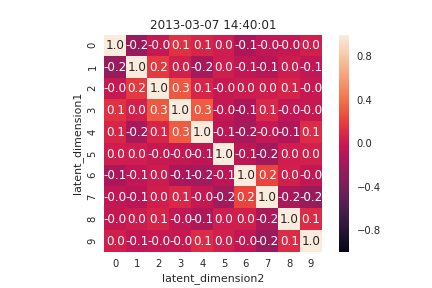 2013-03-07 14:40:01
0 1.0 -0.2 -0.0 0.1 0.1 0.0 -0.1 -0.0 -0.0 0.0
1 -0.2 1.0 0.2 0.0 -0.2 0.0 -0.1 -0.1 0.0 -0.1
2 -0.0 0.2 1.0 0.3 0.1 -0.0 0.0 0.0 0.1 -0.0
3 0.1 0.0 0.3 1.0 0.3 -0.0 -0.1 0.1 -0.0 -0.0
4 0.1 -0.2 0.1 0.3 1.0 -0.1 -0.2 -0.0 -0.1 0.1
5 0.0 0.0 -0.0 -0.0 -0.1 1.0 -0.1 -0.2 0.0 0.0
6 -0.1 -0.1 0.0 -0.1 -0.2 -0.1 1.0 0.2 0.0 -0.0
7 -0.0 -0.1 0.0 0.1 -0.0 -0.2 0.2 1.0 -0.2 -0.2
8 -0.0 0.0 0.1 -0.0 -0.1 0.0 0.0 -0.2 1.0 0.1
9 0.0 -0.1 -0.0 -0.0 0.1 0.0 -0.0 -0.2 0.1 1.0
0 1 2 3 4 5 6 7 8 9
latent_dimension1
latent_dimension2
0.8
0.4
0.0
-0.4
-0.8